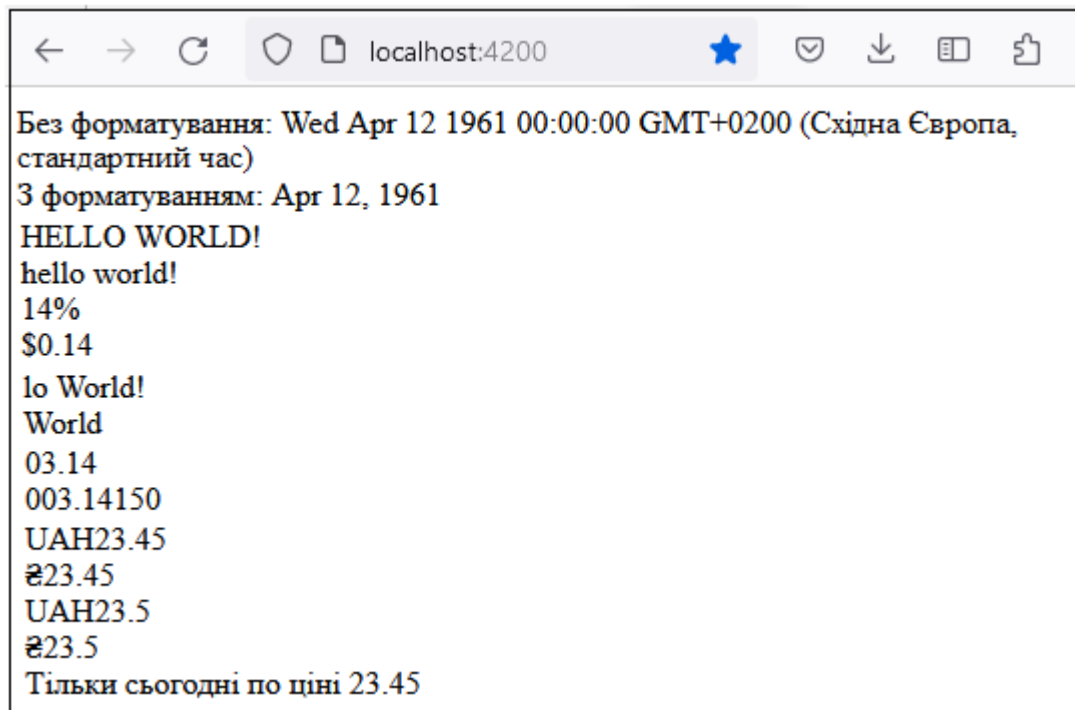 localhost:4200
Без форматування: Wed Apr 12 1961 00:00:00 GMT+0200 (Східна Європа,
стандартний час)
З форматуванням: Apr 12, 1961
HELLO WORLD!
hello world!
14%
$0.14
lo World!
World
03.14
003.14150
UAH23.45
₴23.45
UAH23.5
₴23.5
Тільки сьогодні по ціні 23.45